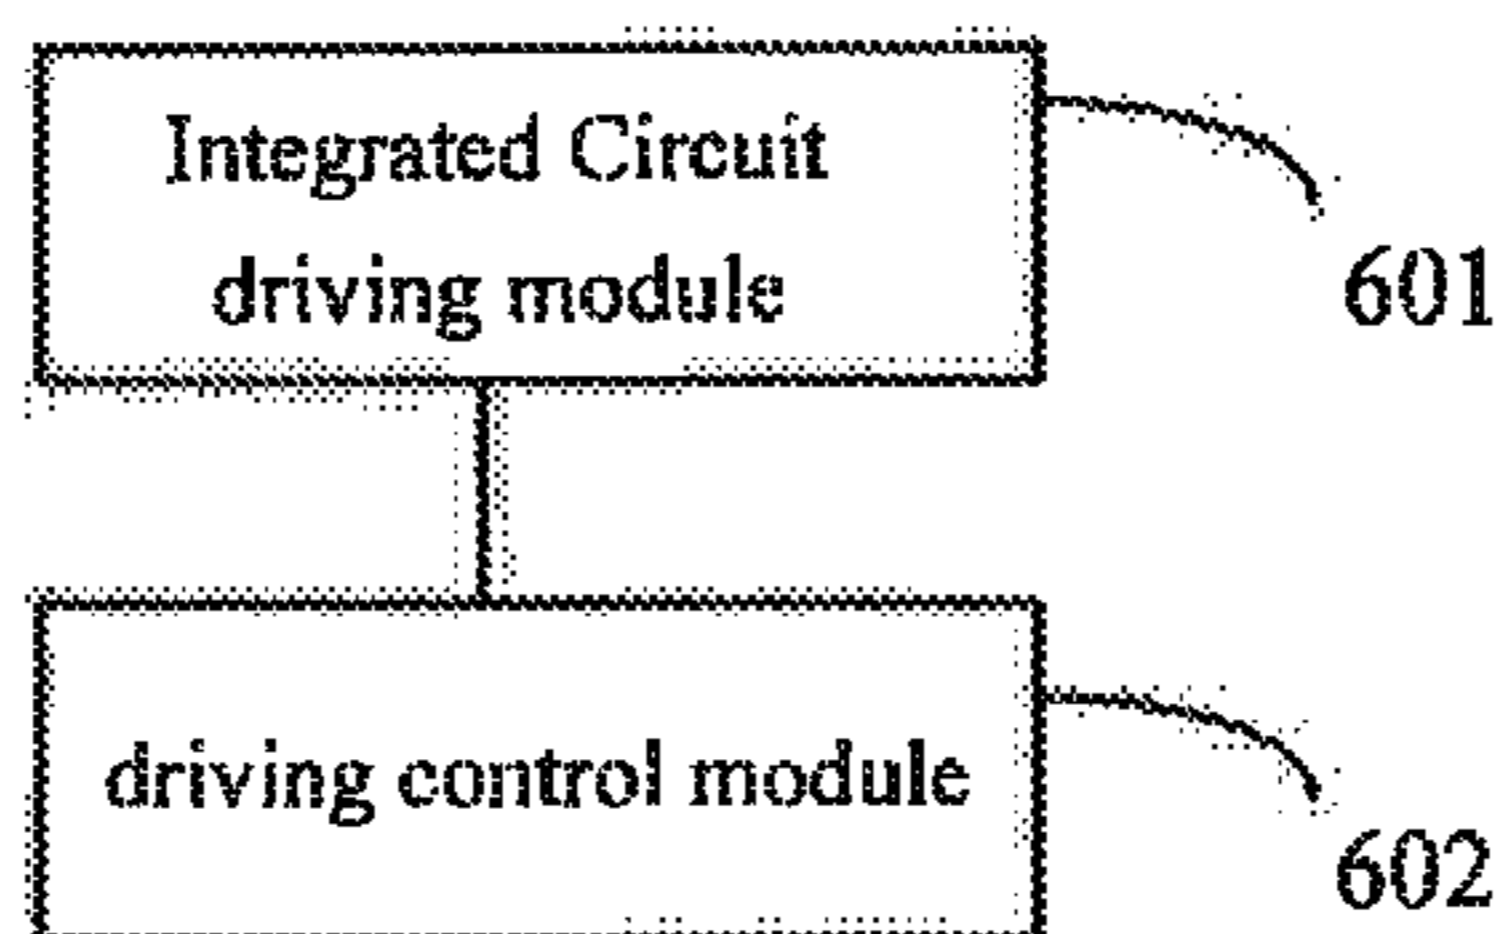 Integrated Circuit
driving module
601
driving control module
602